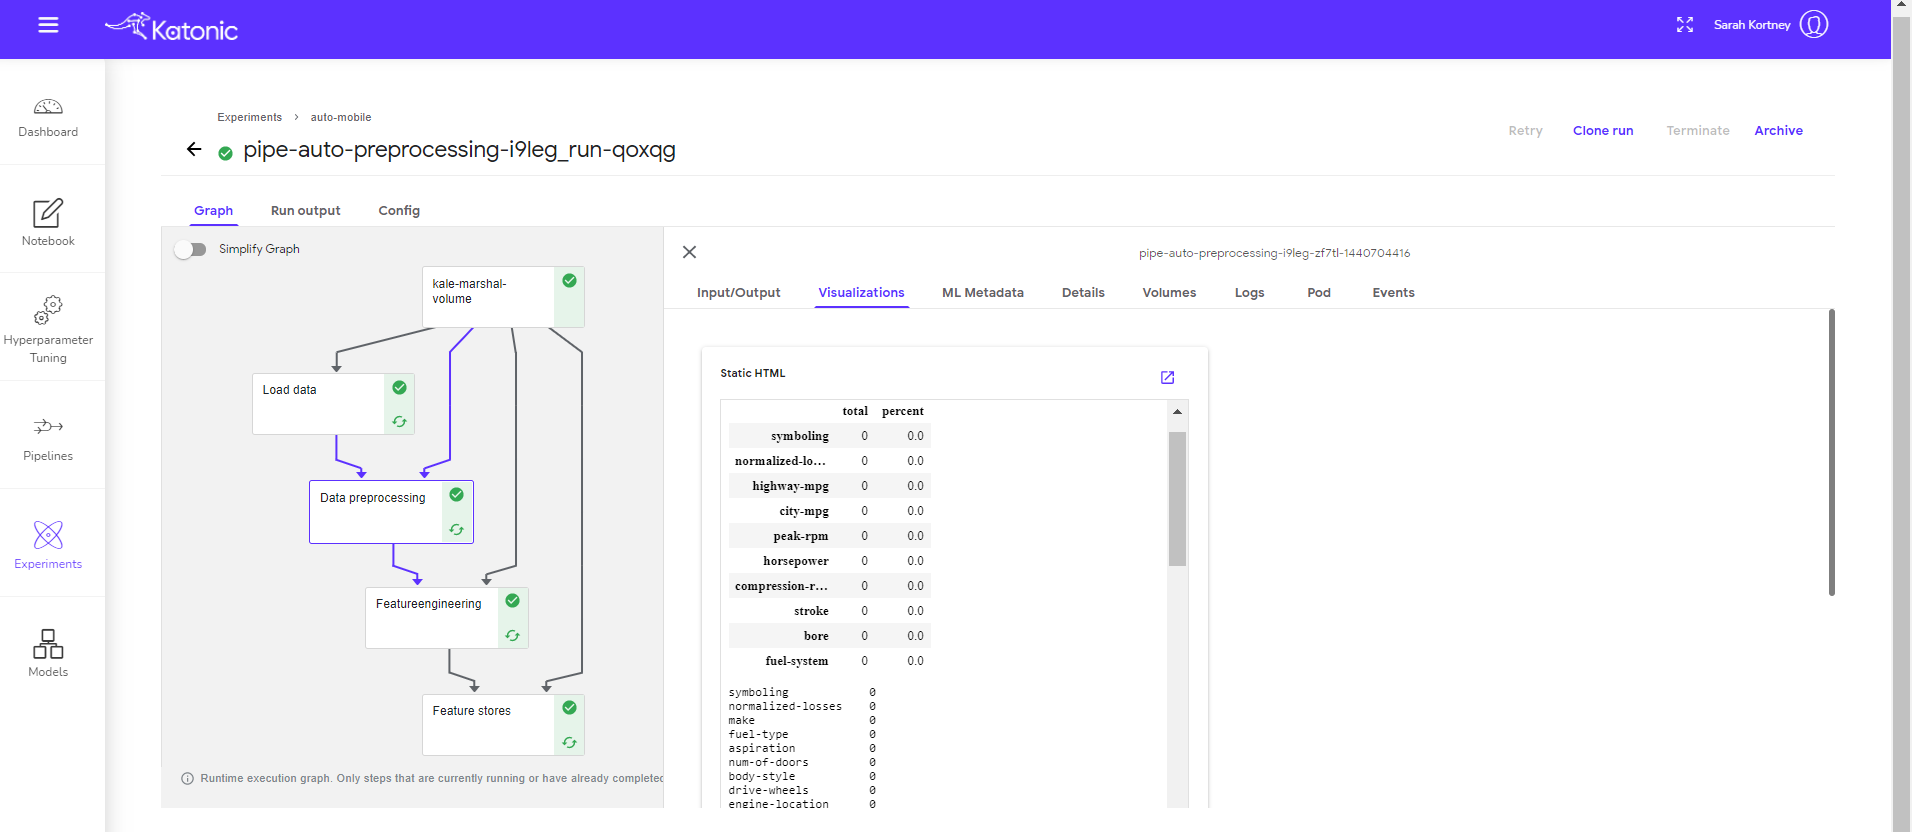 Katonic
Sarah Kortney
Dashboard
Notebook
Hyperparameter
Tuning
Pipelines
Experiments
Models
Experiments > auto-mobile
pipe-auto-preprocessing-i9leg_run-qoxqg
Retry Clone run Terminate Archive
Graph Run output Config
Simplify Graph
kale-marshal-
volume
Load data
Data preprocessing
Featureengineering
Feature stores
Runtime execution graph. Only steps that are currently running or have already completed
pipe-auto-preprocessing-i9leg-zf7tl-1440704416
Input/Output Visualizations ML Metadata Details Volumes Logs Pod Events
Static HTML
total percent
symboling 0 0.0
normalized-lo... 0 0.0
highway-mpg 0 0.0
city-mpg 0 0.0
peak-rpm 0 0.0
horsepower 0 0.0
compression-r... 0 0.0
stroke 0 0.0
bore 0 0.0
fuel-system 0 0.0
symboling 0
normalized-losses 0
make 0
fuel-type 0
aspiration 0
num-of-doors 0
body-style 0
drive-wheels 0
engine-location 0